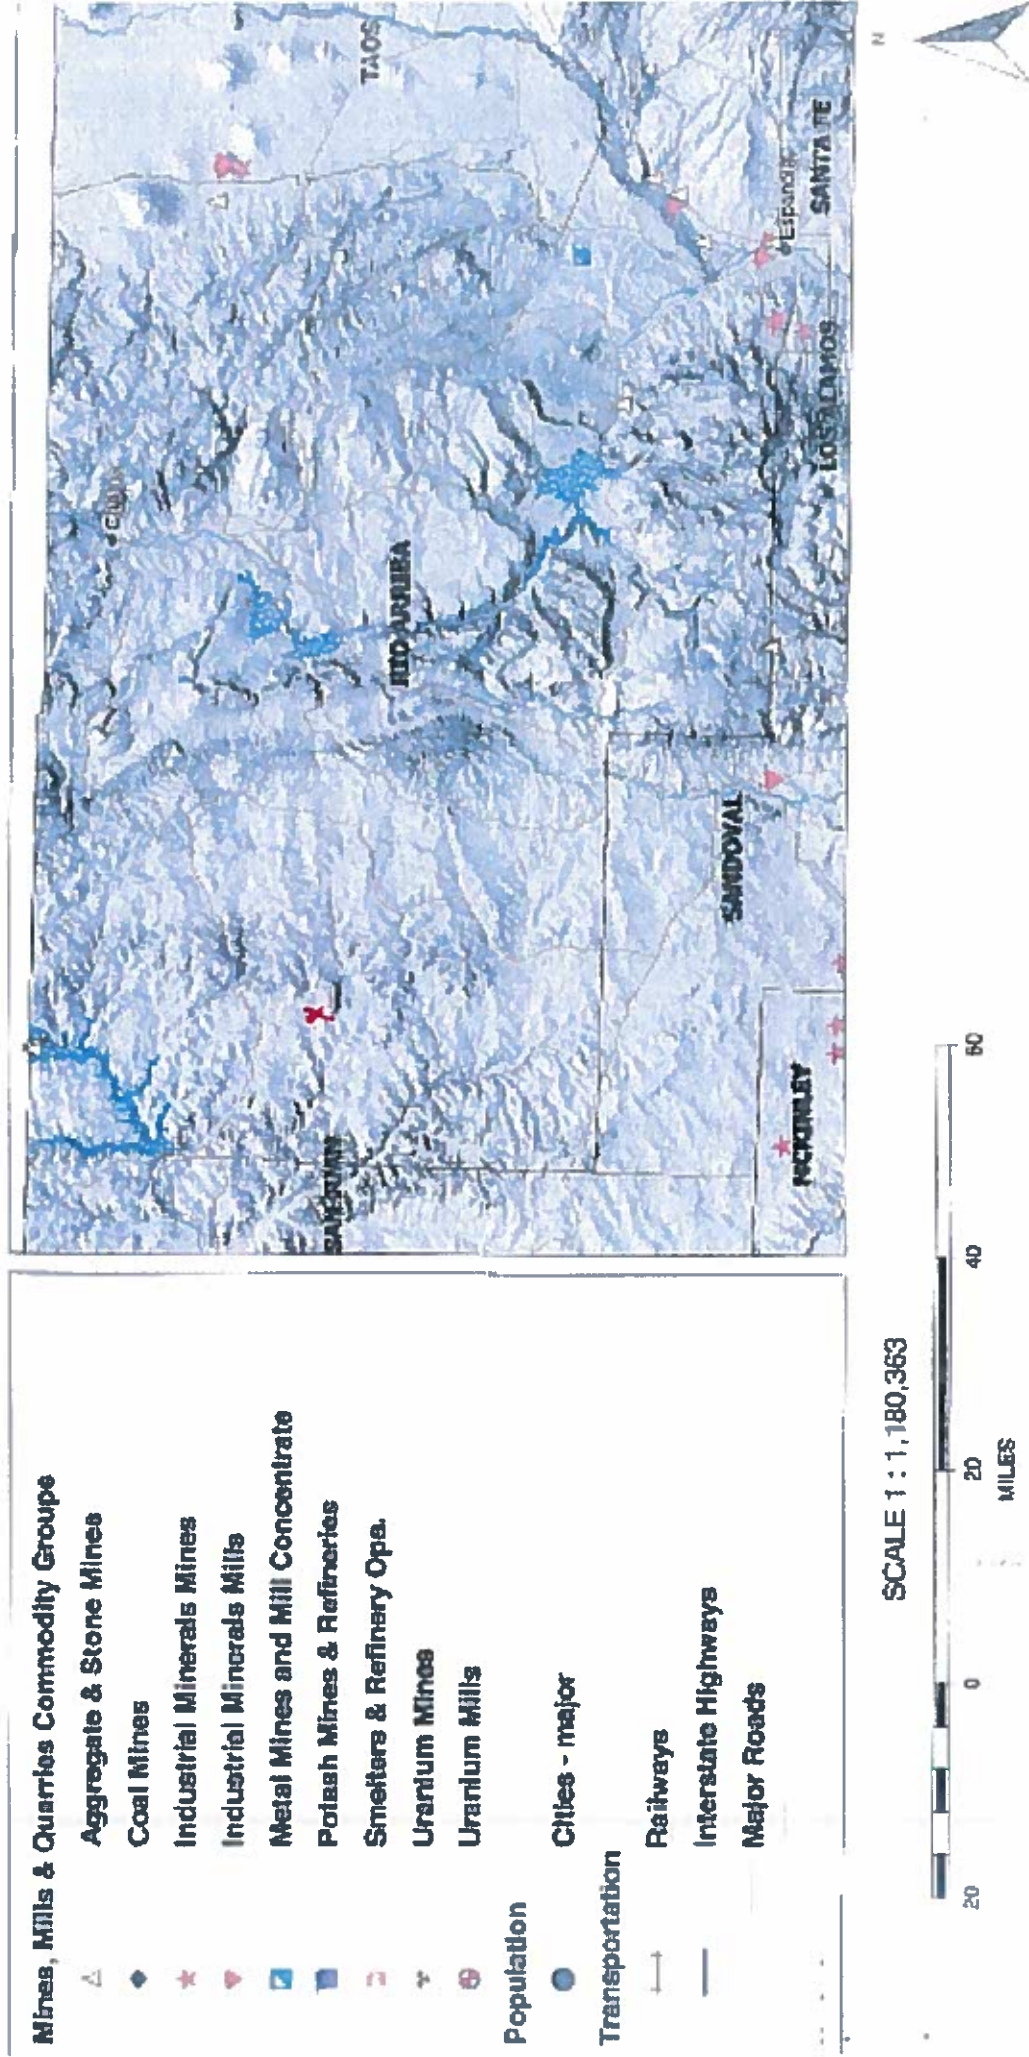 Mines, Mills & Quarries Commodity Groups
Aggregate & Stone Mines
Coal Mines
Industrial Minerals Mines
Industrial Minerals Mills
Metal Mines and Mill Concentrate
Potash Mines & Refineries
Smelters & Refinery Ops.
Uranium Mines
Uranium Mills
Population
Cities - major
Transportation
Railways
Interstate Highways
Major Roads
TAOS
RIO ARRIBA
SAN JUAN
SANDOVAL
MCKINLEY
LOS ALAMOS
Espanola
SANTA FE
SCALE 1 : 1,180,363
20 0 20 40 60
MILES
N